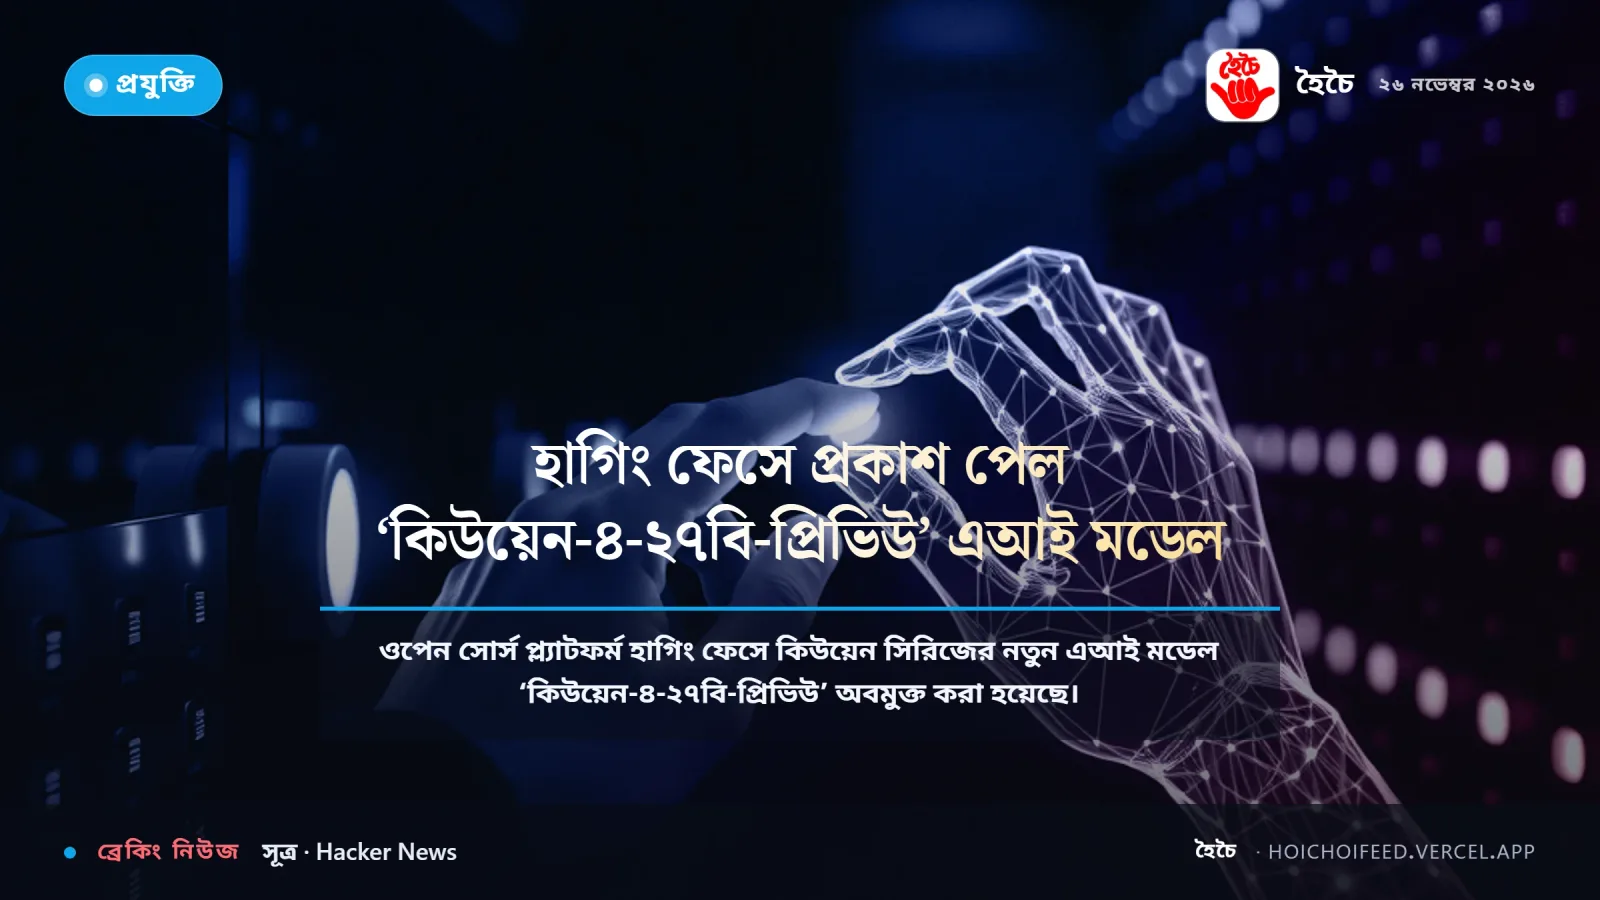 প্রযুক্তি
হৈচৈ
হৈচৈ
২৬ নভেম্বর ২০২৬
হাগিং ফেসে প্রকাশ পেল
‘কিউয়েন-৪-২৭বি-প্রিভিউ’ এআই মডেল
ওপেন সোর্স প্ল্যাটফর্ম হাগিং ফেসে কিউয়েন সিরিজের নতুন এআই মডেল
‘কিউয়েন-৪-২৭বি-প্রিভিউ’ অবমুক্ত করা হয়েছে।
ব্রেকিং নিউজ সূত্র · Hacker News
হৈচৈ · HOICHOIFEED.VERCEL.APP